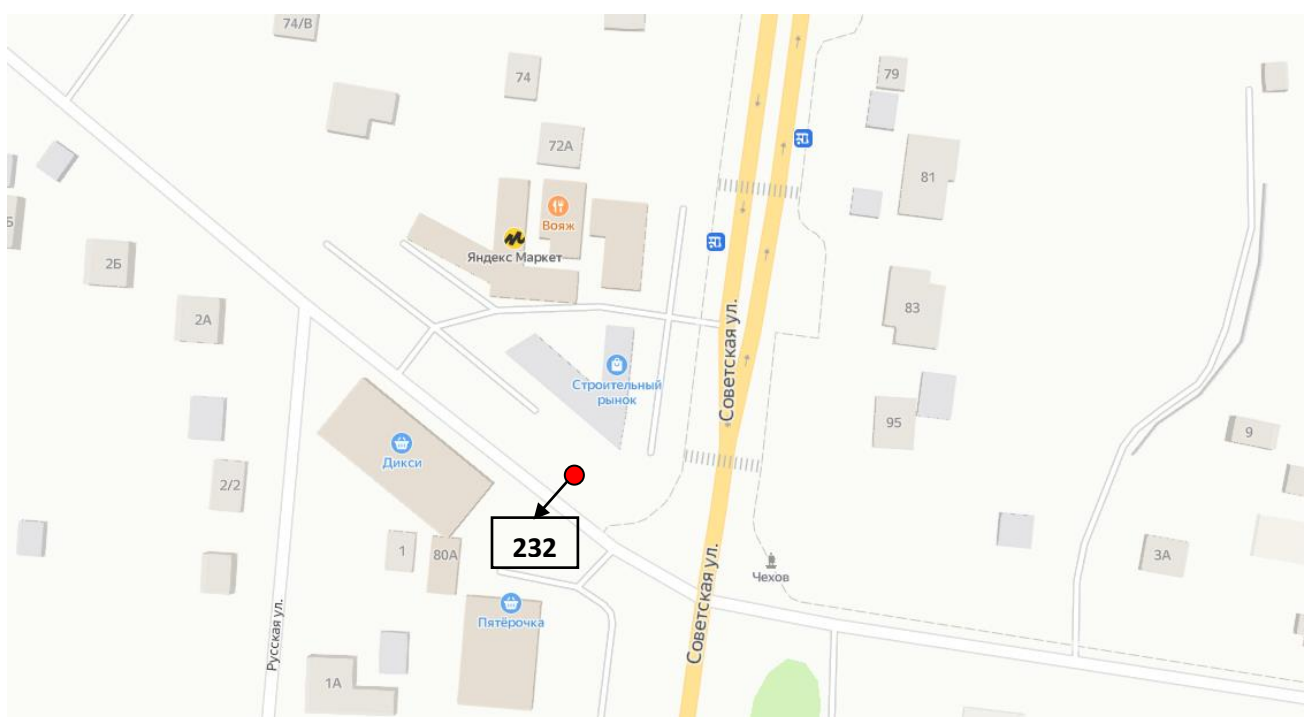 74/В
74
79
72А
81
Вояж
Яндекс Маркет
2Б
83
2А
Советская ул.
Строительный
рынок
95
9
Дикси
2/2
232
1
80А
3А
Чехов
Советская ул.
Пятёрочка
Русская ул.
1А